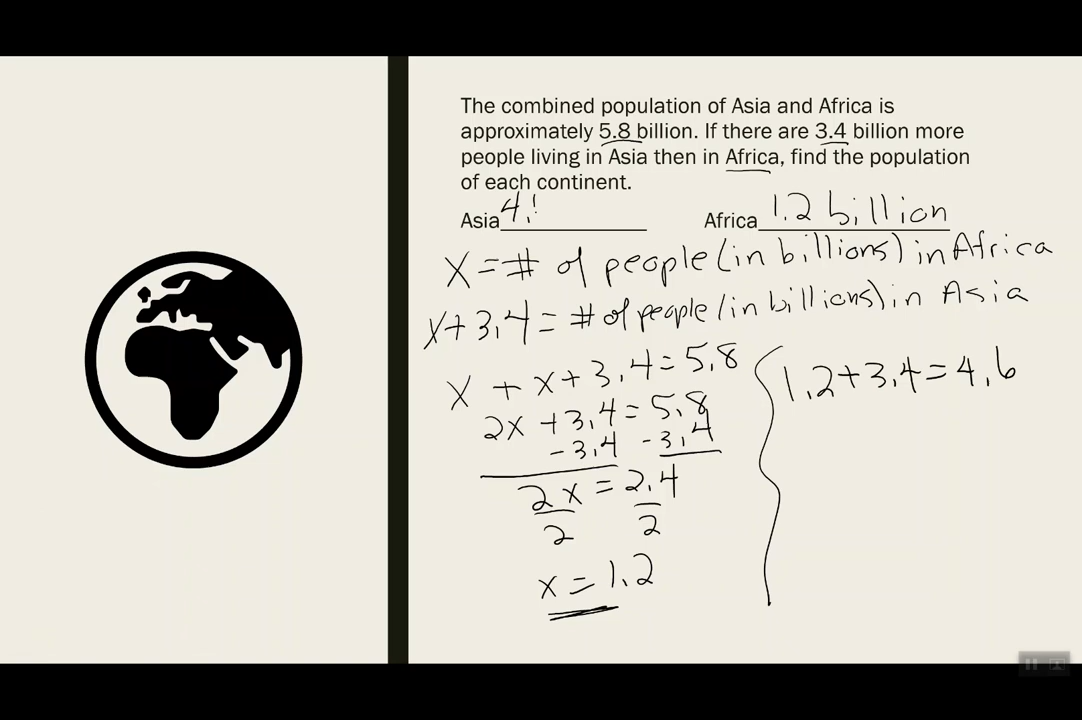 The combined population of Asia and Africa is
approximately 5.8 billion. If there are 3.4 billion more
people living in Asia then in Africa, find the population
of each continent.
Asia 4. Africa 1.2 billion
x = # of people (in billions) in Africa
x + 3.4 = # of people (in billions) in Asia
x + x + 3.4 = 5.8
2x + 3.4 = 5.8
- 3.4 - 3.4
2x = 2.4
2 2
x = 1.2
1.2 + 3.4 = 4.6